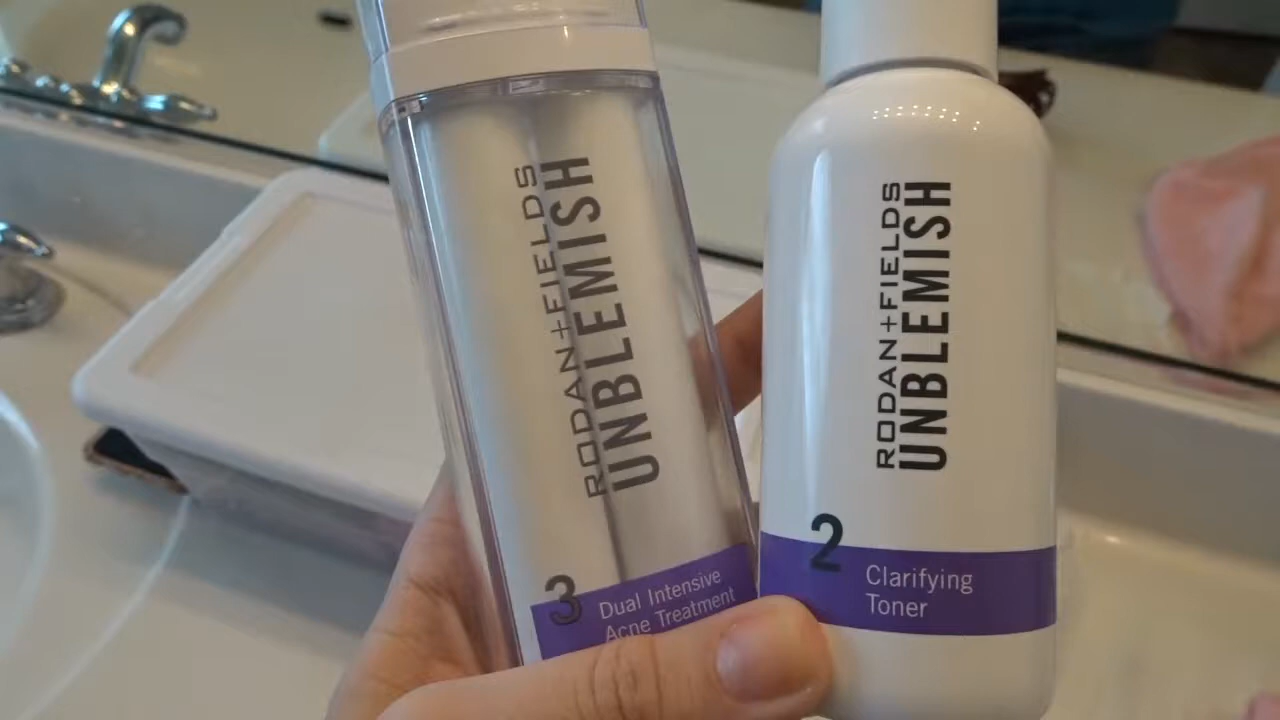 RODAN+FIELDS
UNBLEMISH
3
Dual Intensive
Acne Treatment
RODAN+FIELDS
UNBLEMISH
2
Clarifying
Toner